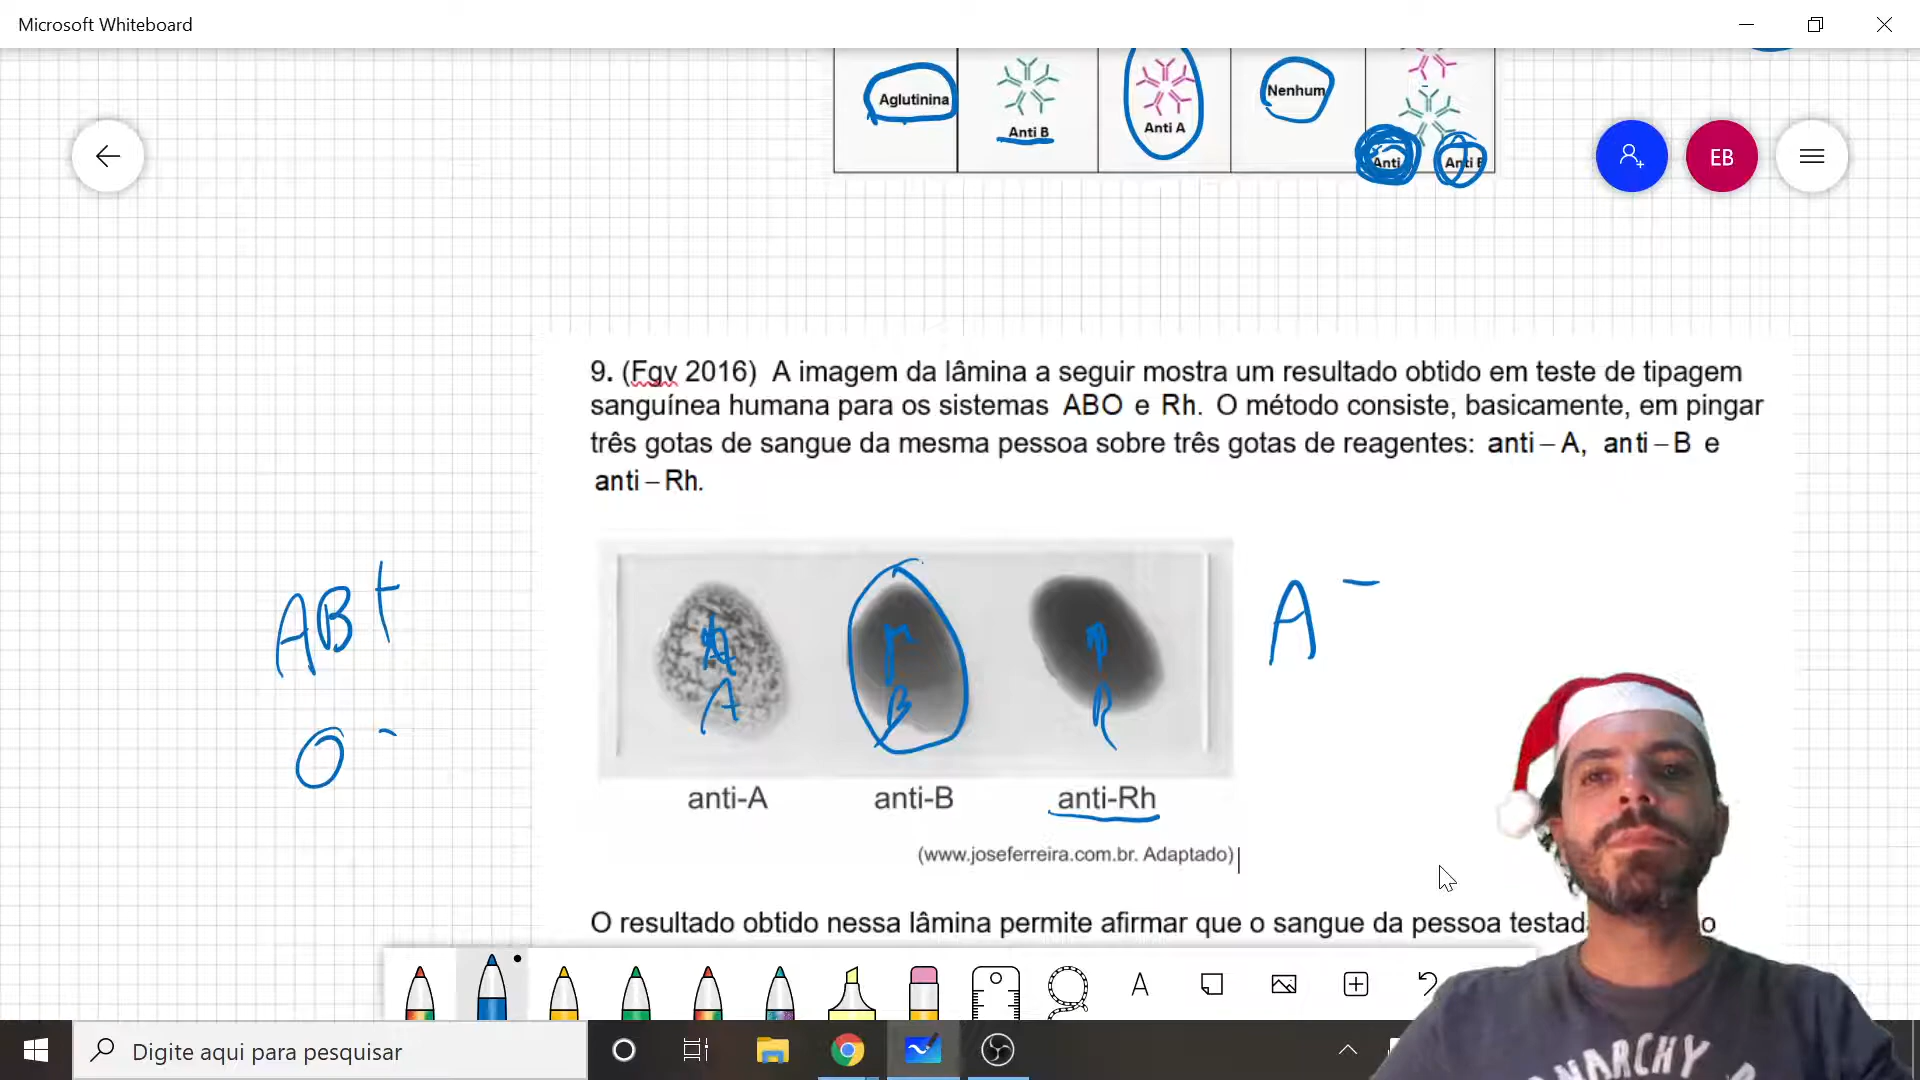 Microsoft Whiteboard
Aglutinina
Anti B
Anti A
Nenhum
Anti
Anti B
EB
9. (Fgv 2016) A imagem da lâmina a seguir mostra um resultado obtido em teste de tipagem
sanguínea humana para os sistemas ABO e Rh. O método consiste, basicamente, em pingar
três gotas de sangue da mesma pessoa sobre três gotas de reagentes: anti – A, anti – B e
anti – Rh.
AB+
O -
A -
A
B
R
anti-A
anti-B
anti-Rh
(www.joseferreira.com.br. Adaptado)
O resultado obtido nessa lâmina permite afirmar que o sangue da pessoa
Digite aqui para pesquisar